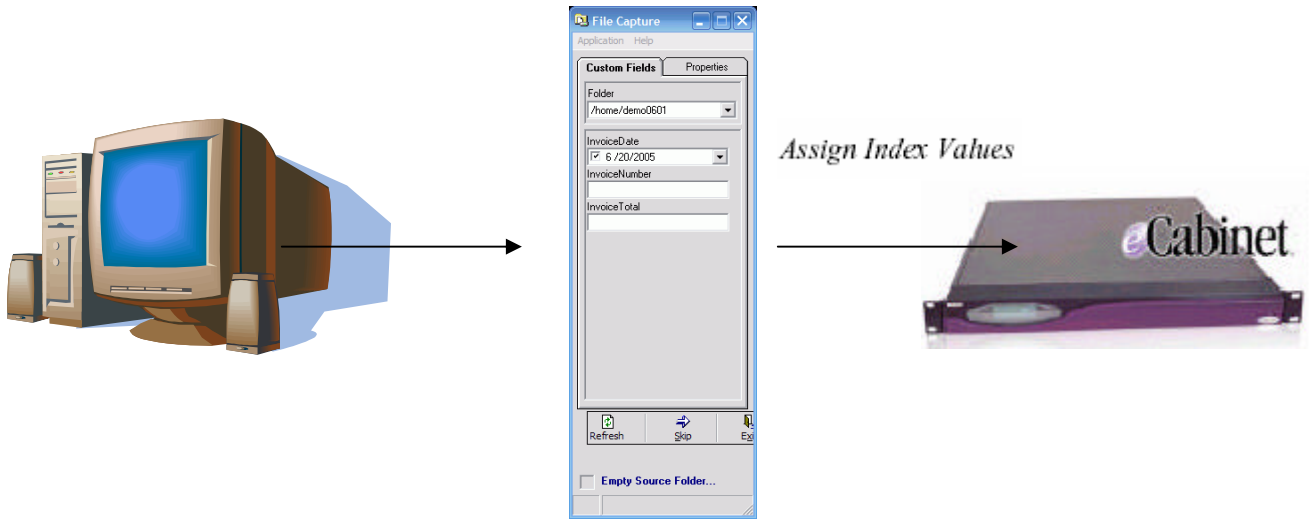 File Capture
Application Help
Custom Fields Properties
Folder
/home/demo0601
InvoiceDate
6 /20/2005
InvoiceNumber
InvoiceTotal
Refresh Skip Exi
Empty Source Folder...
Assign Index Values
eCabinet